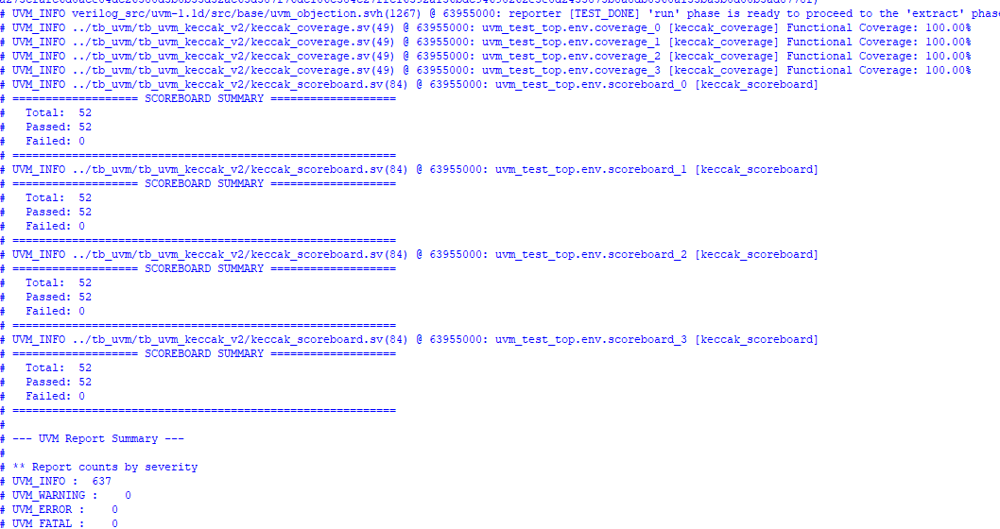 # UVM_INFO verilog_src/uvm-1.1d/src/base/uvm_objection.svh(1267) @ 63955000: reporter [TEST_DONE] 'run' phase is ready to proceed to the 'extract' phase
# UVM_INFO ../tb_uvm/tb_uvm_keccak_v2/keccak_coverage.sv(49) @ 63955000: uvm_test_top.env.coverage_0 [keccak_coverage] Functional Coverage: 100.00%
# UVM_INFO ../tb_uvm/tb_uvm_keccak_v2/keccak_coverage.sv(49) @ 63955000: uvm_test_top.env.coverage_1 [keccak_coverage] Functional Coverage: 100.00%
# UVM_INFO ../tb_uvm/tb_uvm_keccak_v2/keccak_coverage.sv(49) @ 63955000: uvm_test_top.env.coverage_2 [keccak_coverage] Functional Coverage: 100.00%
# UVM_INFO ../tb_uvm/tb_uvm_keccak_v2/keccak_coverage.sv(49) @ 63955000: uvm_test_top.env.coverage_3 [keccak_coverage] Functional Coverage: 100.00%
# UVM_INFO ../tb_uvm/tb_uvm_keccak_v2/keccak_scoreboard.sv(84) @ 63955000: uvm_test_top.env.scoreboard_0 [keccak_scoreboard]
# =================== SCOREBOARD SUMMARY ===================
#   Total:  52
#   Passed: 52
#   Failed: 0
# ==========================================================
# UVM_INFO ../tb_uvm/tb_uvm_keccak_v2/keccak_scoreboard.sv(84) @ 63955000: uvm_test_top.env.scoreboard_1 [keccak_scoreboard]
# =================== SCOREBOARD SUMMARY ===================
#   Total:  52
#   Passed: 52
#   Failed: 0
# ==========================================================
# UVM_INFO ../tb_uvm/tb_uvm_keccak_v2/keccak_scoreboard.sv(84) @ 63955000: uvm_test_top.env.scoreboard_2 [keccak_scoreboard]
# =================== SCOREBOARD SUMMARY ===================
#   Total:  52
#   Passed: 52
#   Failed: 0
# ==========================================================
# UVM_INFO ../tb_uvm/tb_uvm_keccak_v2/keccak_scoreboard.sv(84) @ 63955000: uvm_test_top.env.scoreboard_3 [keccak_scoreboard]
# =================== SCOREBOARD SUMMARY ===================
#   Total:  52
#   Passed: 52
#   Failed: 0
# ==========================================================
#
# --- UVM Report Summary ---
#
# ** Report counts by severity
# UVM_INFO :  637
# UVM_WARNING :    0
# UVM_ERROR :    0
# UVM_FATAL :    0